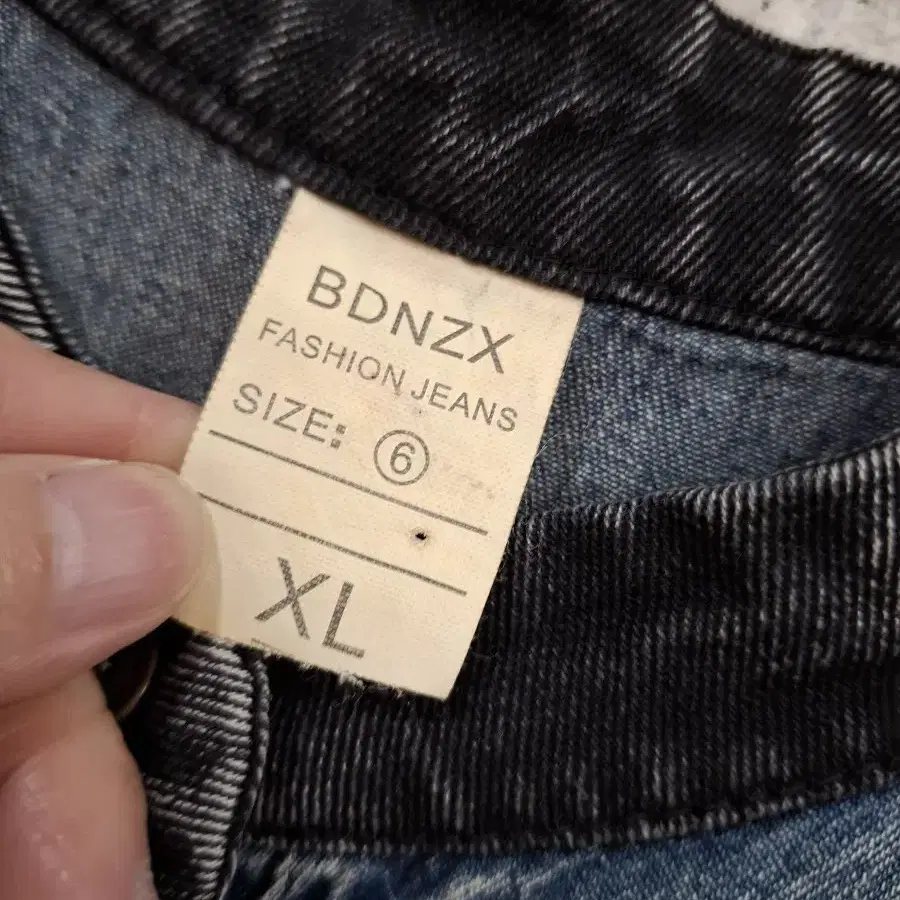 BDNZX
FASHION JEANS
SIZE: ⑥
XL